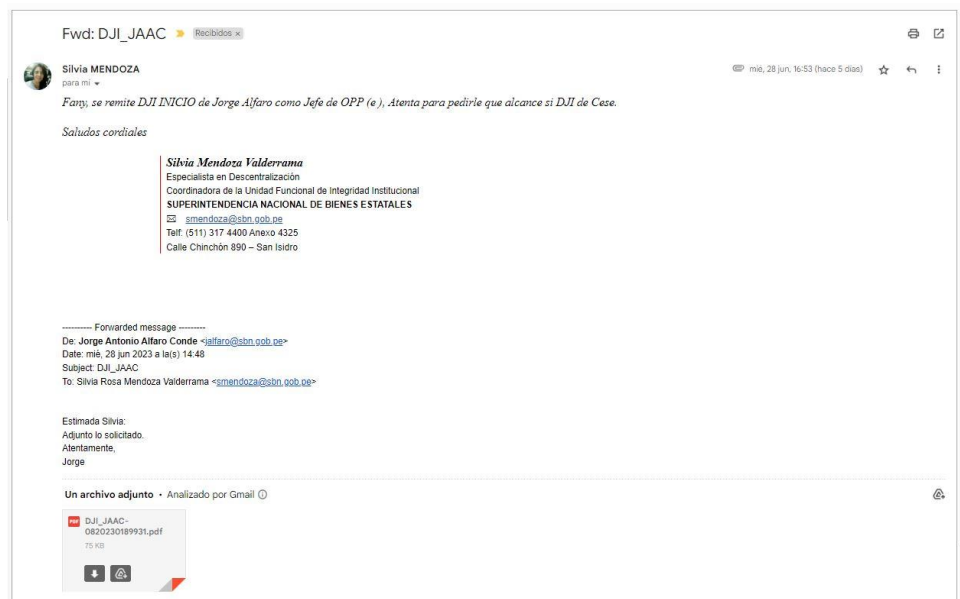 Fwd: DJI_JAAC Recibidos x
Silvia MENDOZA
mié, 28 jun, 16:53 (hace 5 días)
para mí
Fany, se remite DJI INICIO de Jorge Alfaro como Jefe de OPP (e ), Atenta para pedirle que alcance si DJI de Cese.
Saludos cordiales
Silvia Mendoza Valderrama
Especialista en Descentralización
Coordinadora de la Unidad Funcional de Integridad Institucional
SUPERINTENDENCIA NACIONAL DE BIENES ESTATALES
smendoza@sbn.gob.pe
Telf: (511) 317 4400 Anexo 4325
Calle Chinchón 890 – San Isidro
---------- Forwarded message ---------
De: Jorge Antonio Alfaro Conde <jalfaro@sbn.gob.pe>
Date: mié, 28 jun 2023 a la(s) 14:48
Subject: DJI_JAAC
To: Silvia Rosa Mendoza Valderrama <smendoza@sbn.gob.pe>
Estimada Silvia:
Adjunto lo solicitado.
Atentamente,
Jorge
Un archivo adjunto • Analizado por Gmail
PDF DJI_JAAC-
0820230189931.pdf
75 KB